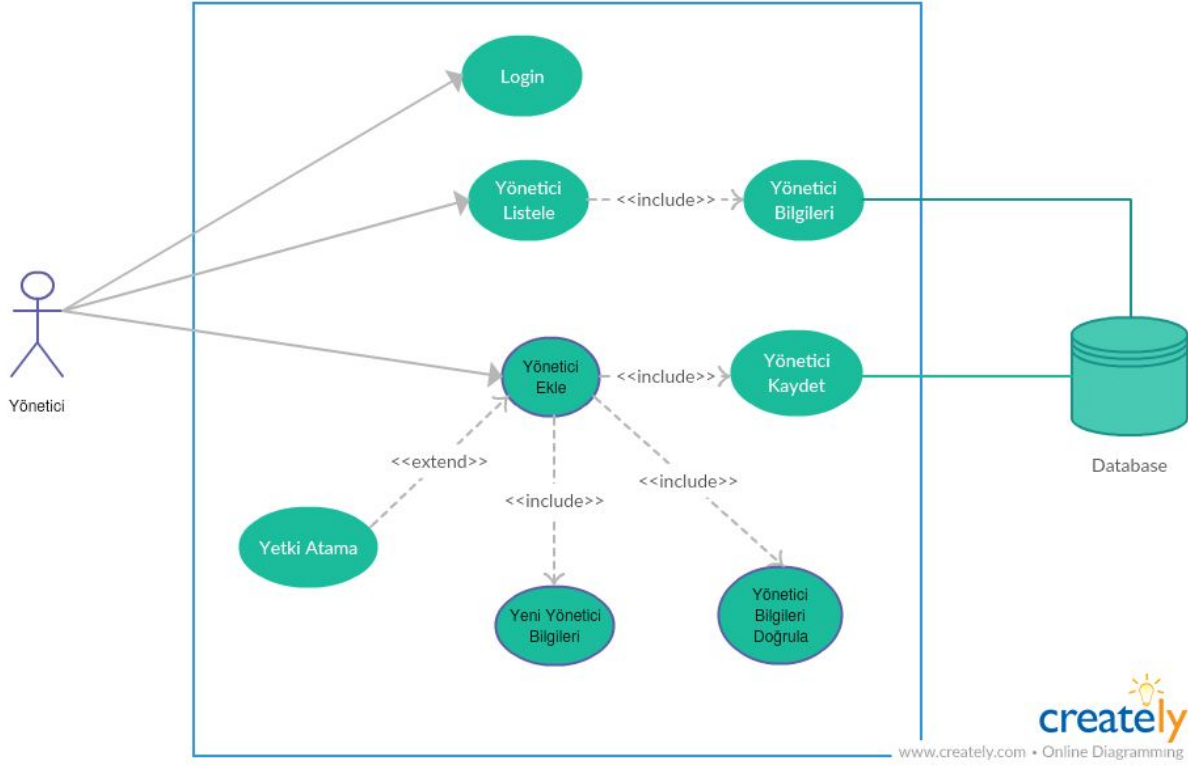 Login
Yönetici
Listele
<<include>>
Yönetici
Bilgileri
Yönetici
Yönetici
Ekle
<<include>>
Yönetici
Kaydet
Database
<<extend>>
<<include>>
<<include>>
Yetki Atama
Yeni Yönetici
Bilgileri
Yönetici
Bilgileri
Doğrula
creately
www.creately.com • Online Diagramming